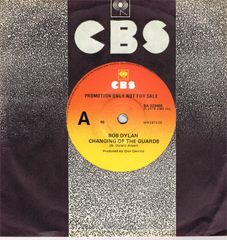 CBS
CBS
PROMOTION ONLY NOT FOR SALE
A
BOB DYLAN
CHANGING OF THE GUARDS
Produced by Don DeVito